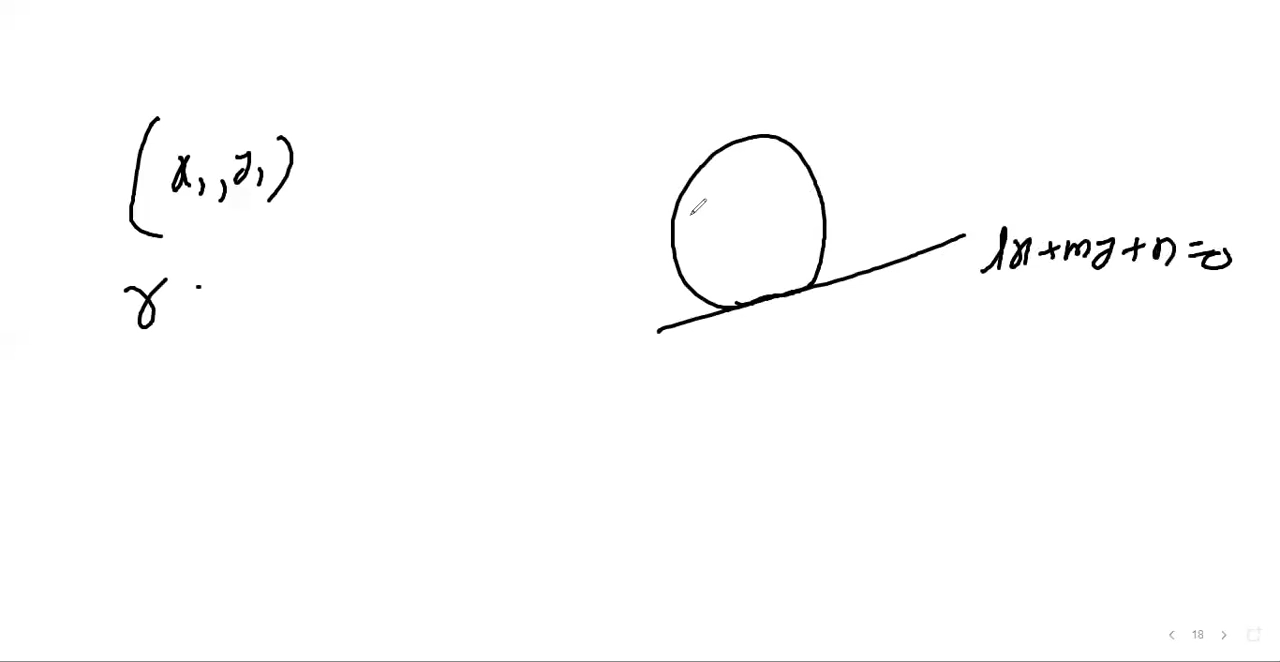 (x₁, y₁)
r
lx+my+n=0
18